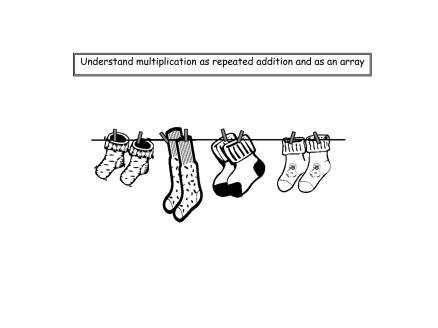 Understand multiplication as repeated addition and as an array